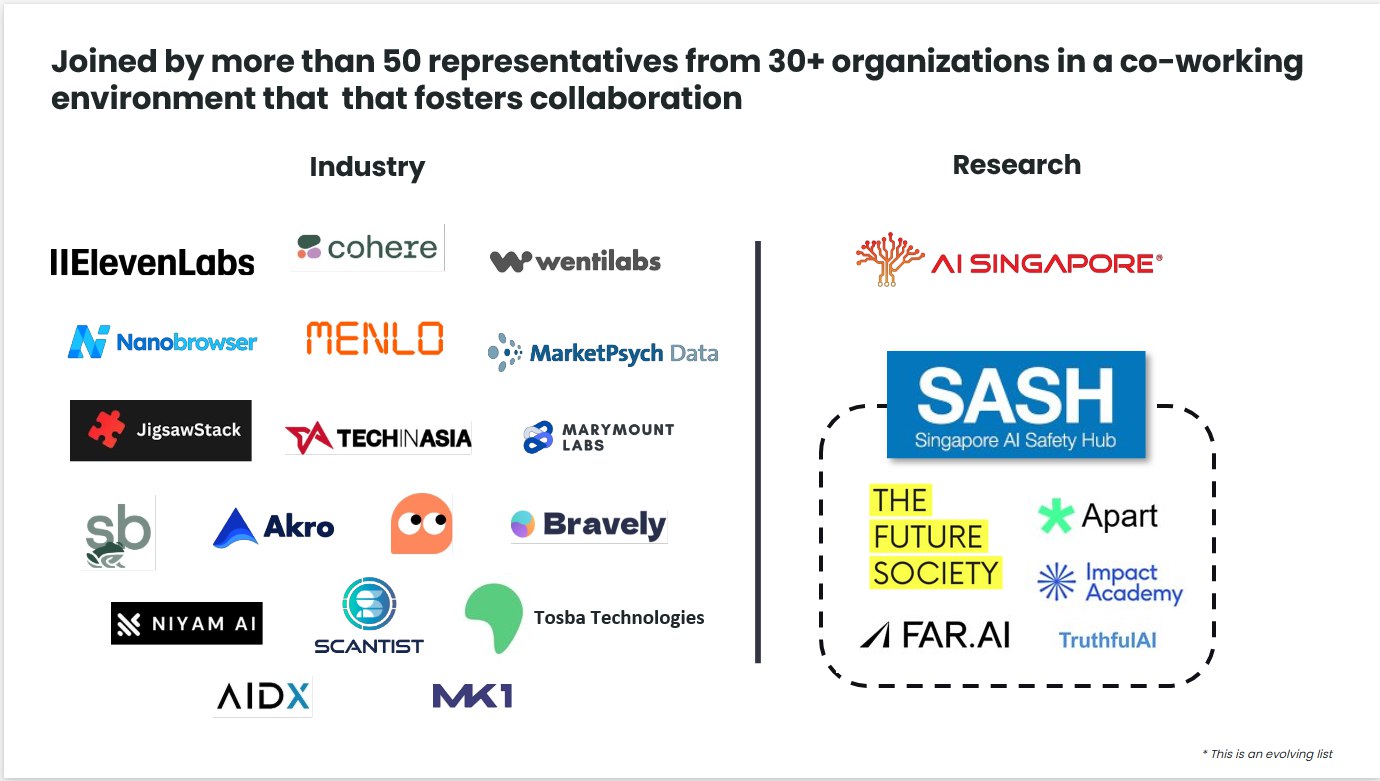 Joined by more than 50 representatives from 30+ organizations in a co-working
environment that  that fosters collaboration
Industry
Research
IIElevenLabs
cohere
wentilabs
AI SINGAPORE®
Nanobrowser
MENLO
MarketPsych Data
JigsawStack
TECHINASIA
MARYMOUNT
LABS
SASH
Singapore AI Safety Hub
sb
Akro
Bravely
THE
FUTURE
SOCIETY
Apart
Impact
Academy
NIYAM AI
SCANTIST
Tosba Technologies
FAR.AI
TruthfulAI
AIDX
MK1
* This is an evolving list